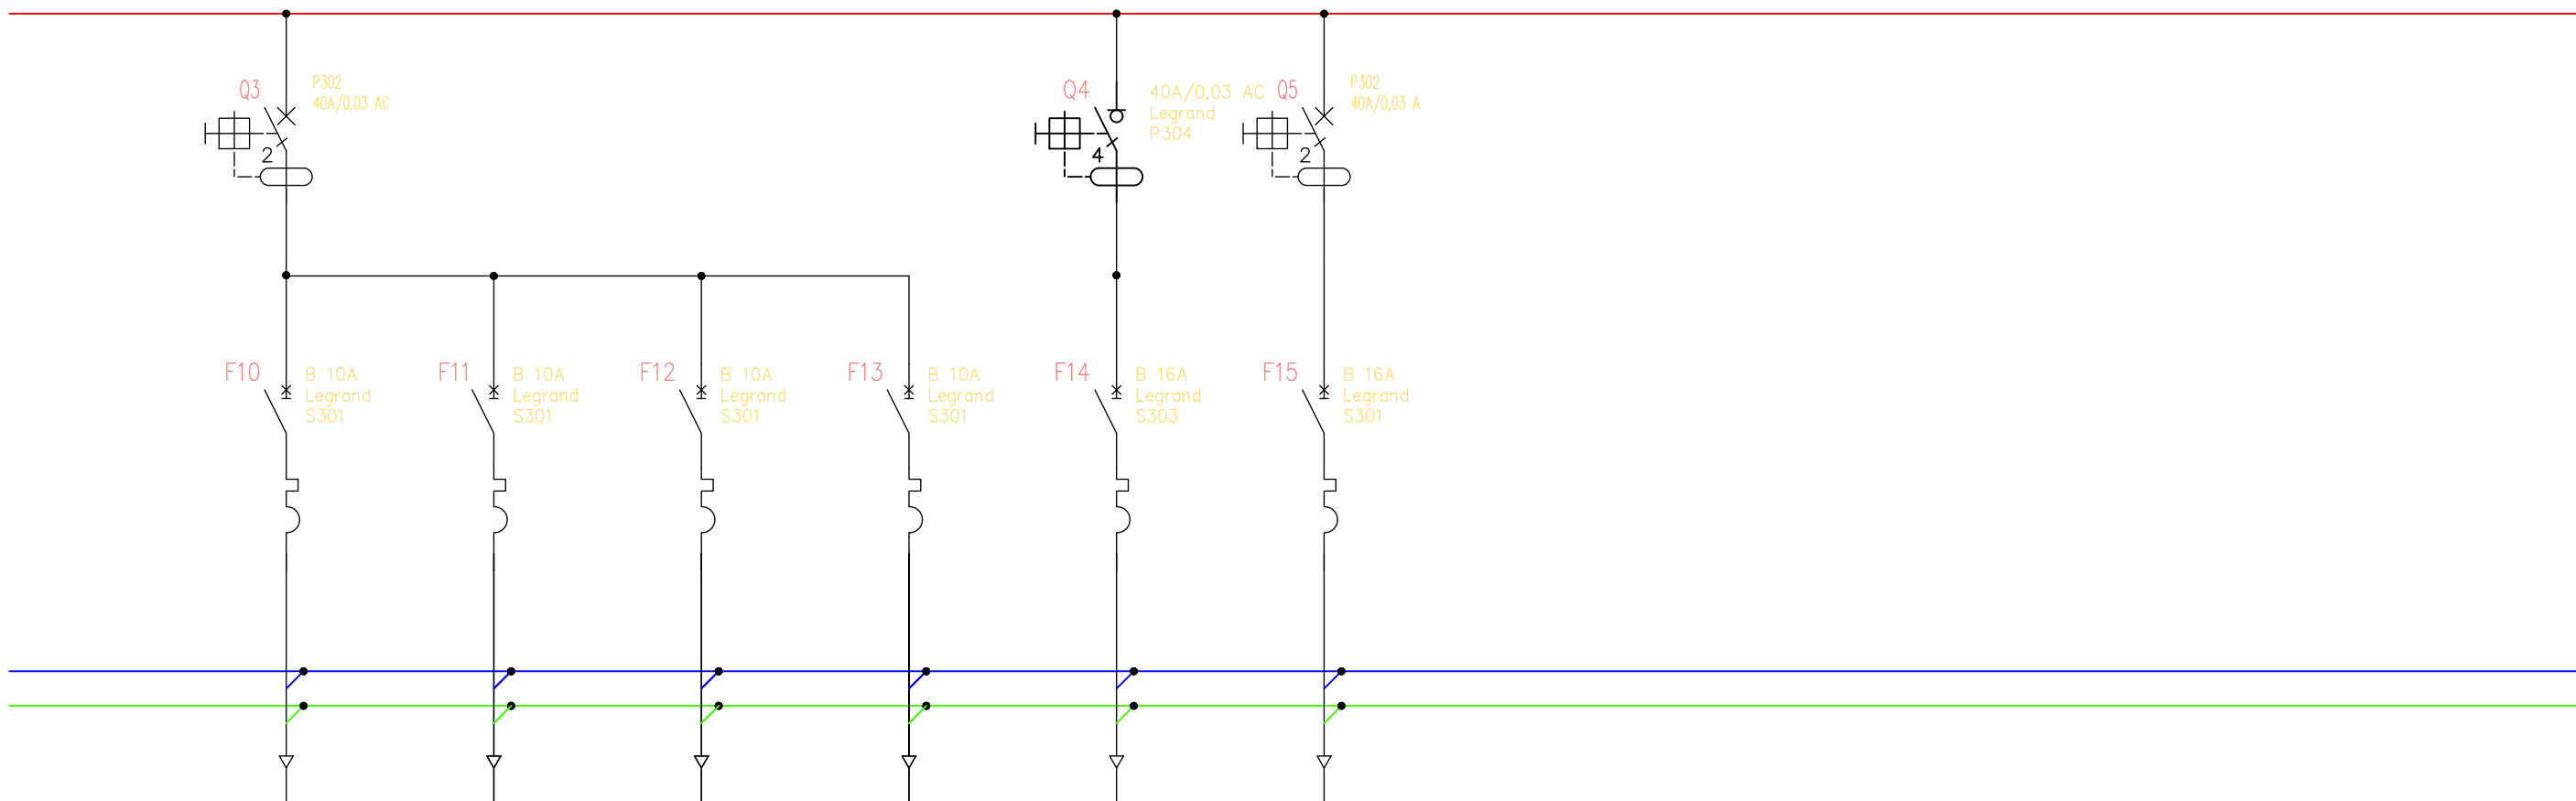 Q3
P302
40A/0,03 AC
2
Q4
40A/0,03 AC
Legrand
P304
4
Q5
P302
40A/0,03 A
2
F10
B 10A
Legrand
S301
F11
B 10A
Legrand
S301
F12
B 10A
Legrand
S301
F13
B 10A
Legrand
S301
F14
B 16A
Legrand
S303
F15
B 16A
Legrand
S301